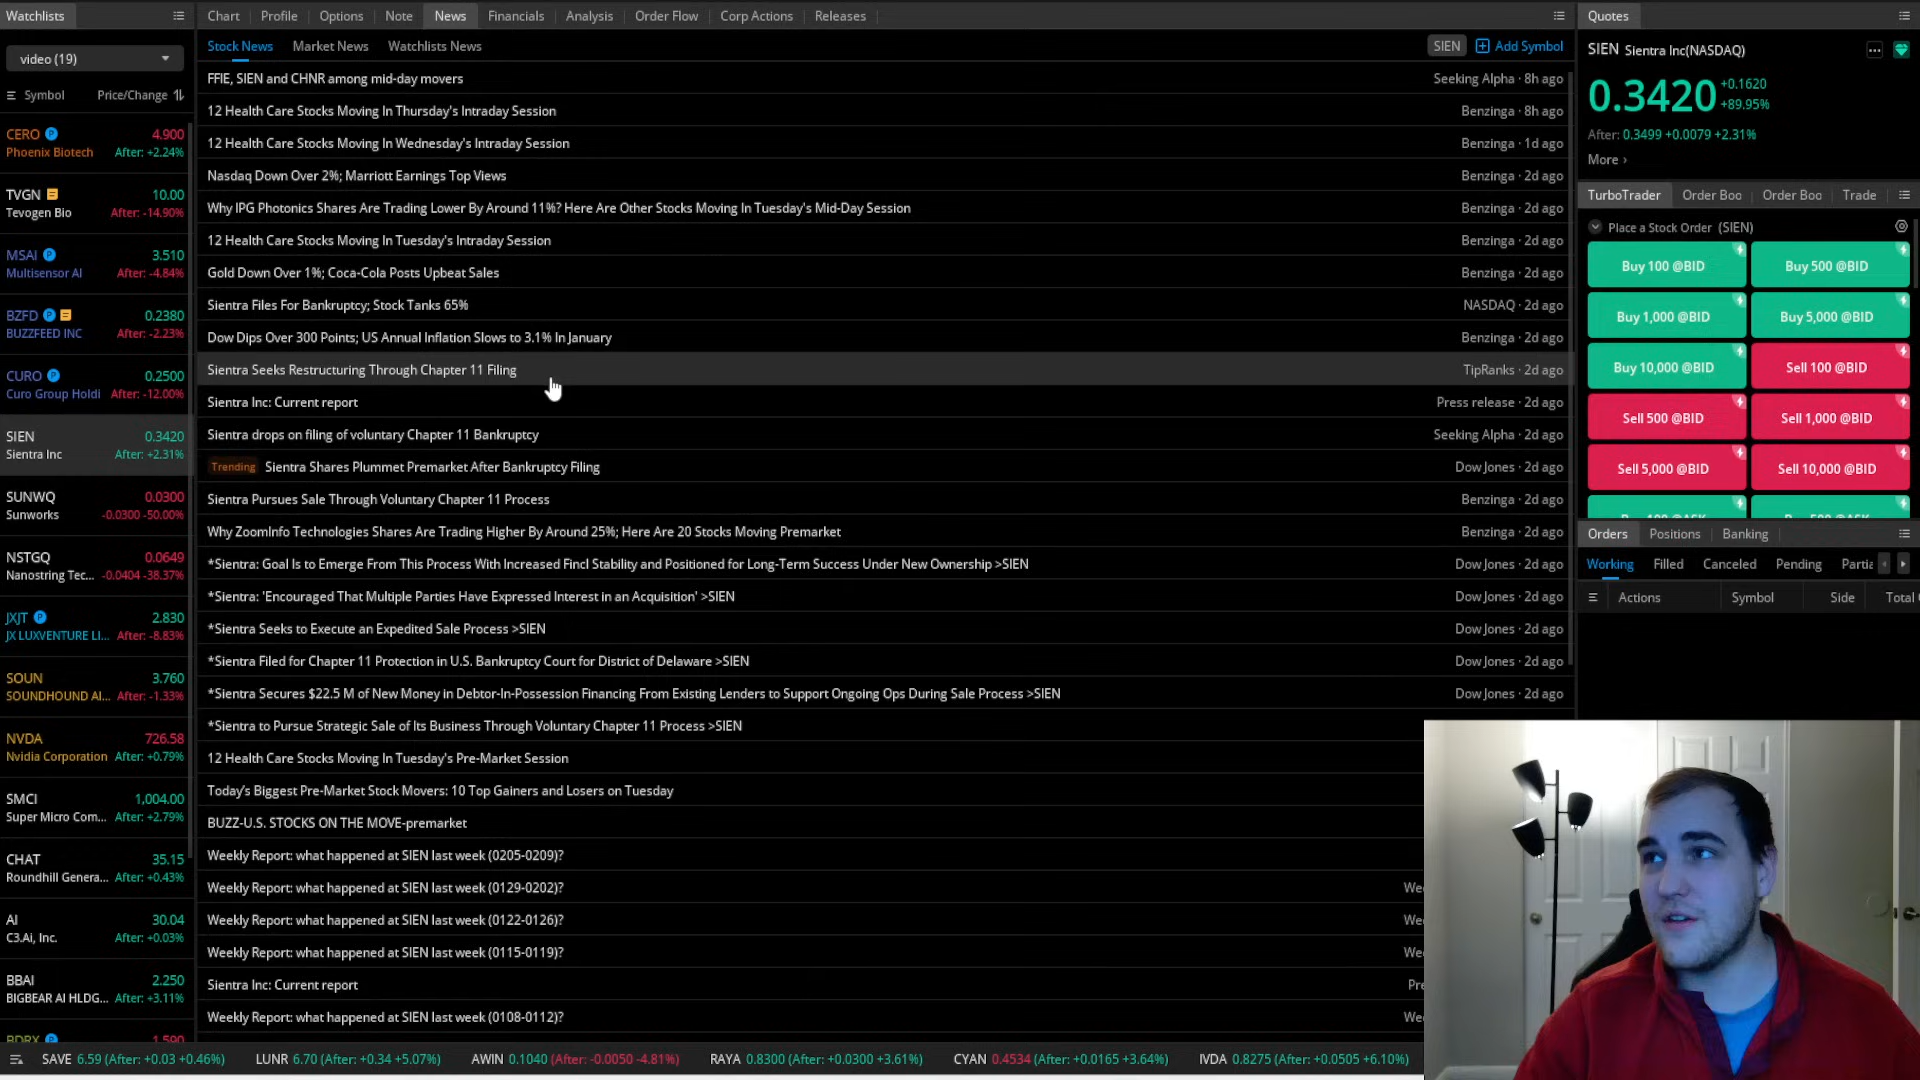 Watchlists
video (19)
Symbol Price/Change
CERO P 4.900
Phoenix Biotech After: +2.24%
TVGN 10.00
Tevogen Bio After: -14.90%
MSAI P 3.510
Multisensor AI After: -4.84%
BZFD P 0.2380
BUZZFEED INC After: -2.23%
CURO P 0.2500
Curo Group Holdi After: -12.00%
SIEN 0.3420
Sientra Inc After: +2.31%
SUNWQ 0.0300
Sunworks -0.0300 -50.00%
NSTGQ 0.0649
Nanostring Tec... -0.0404 -38.37%
JXJT P 2.830
JX LUXVENTURE LI... After: -8.83%
SOUN 3.760
SOUNDHOUND AI... After: -1.33%
NVDA 726.58
Nvidia Corporation After: +0.79%
SMCI 1,004.00
Super Micro Com... After: +2.79%
CHAT 35.15
Roundhill Genera... After: +0.43%
AI 30.04
C3.Ai, Inc. After: +0.03%
BBAI 2.250
BIGBEAR AI HLDG... After: +3.11%
BDRX 1.590
Chart Profile Options Note News Financials Analysis Order Flow Corp Actions Releases
Stock News Market News Watchlists News SIEN Add Symbol
FFIE, SIEN and CHNR among mid-day movers Seeking Alpha · 8h ago
12 Health Care Stocks Moving In Thursday's Intraday Session Benzinga · 8h ago
12 Health Care Stocks Moving In Wednesday's Intraday Session Benzinga · 1d ago
Nasdaq Down Over 2%; Marriott Earnings Top Views Benzinga · 2d ago
Why IPG Photonics Shares Are Trading Lower By Around 11%? Here Are Other Stocks Moving In Tuesday's Mid-Day Session Benzinga · 2d ago
12 Health Care Stocks Moving In Tuesday's Intraday Session Benzinga · 2d ago
Gold Down Over 1%; Coca-Cola Posts Upbeat Sales Benzinga · 2d ago
Sientra Files For Bankruptcy; Stock Tanks 65% NASDAQ · 2d ago
Dow Dips Over 300 Points; US Annual Inflation Slows to 3.1% In January Benzinga · 2d ago
Sientra Seeks Restructuring Through Chapter 11 Filing TipRanks · 2d ago
Sientra Inc: Current report Press release · 2d ago
Sientra drops on filing of voluntary Chapter 11 Bankruptcy Seeking Alpha · 2d ago
Trending Sientra Shares Plummet Premarket After Bankruptcy Filing Dow Jones · 2d ago
Sientra Pursues Sale Through Voluntary Chapter 11 Process Benzinga · 2d ago
Why ZoomInfo Technologies Shares Are Trading Higher By Around 25%; Here Are 20 Stocks Moving Premarket Benzinga · 2d ago
*Sientra: Goal Is to Emerge From This Process With Increased Fincl Stability and Positioned for Long-Term Success Under New Ownership >SIEN Dow Jones · 2d ago
*Sientra: 'Encouraged That Multiple Parties Have Expressed Interest in an Acquisition' >SIEN Dow Jones · 2d ago
*Sientra Seeks to Execute an Expedited Sale Process >SIEN Dow Jones · 2d ago
*Sientra Filed for Chapter 11 Protection in U.S. Bankruptcy Court for District of Delaware >SIEN Dow Jones · 2d ago
*Sientra Secures $22.5 M of New Money in Debtor-In-Possession Financing From Existing Lenders to Support Ongoing Ops During Sale Process >SIEN Dow Jones · 2d ago
*Sientra to Pursue Strategic Sale of Its Business Through Voluntary Chapter 11 Process >SIEN
12 Health Care Stocks Moving In Tuesday's Pre-Market Session
Today's Biggest Pre-Market Stock Movers: 10 Top Gainers and Losers on Tuesday
BUZZ-U.S. STOCKS ON THE MOVE-premarket
Weekly Report: what happened at SIEN last week (0205-0209)?
Weekly Report: what happened at SIEN last week (0129-0202)? We
Weekly Report: what happened at SIEN last week (0122-0126)? We
Weekly Report: what happened at SIEN last week (0115-0119)? We
Sientra Inc: Current report Pre
Weekly Report: what happened at SIEN last week (0108-0112)? We
Quotes
SIEN Sientra Inc(NASDAQ)
0.3420 +0.1620
+89.95%
After: 0.3499 +0.0079 +2.31%
More ›
TurboTrader Order Boo Order Boo Trade
Place a Stock Order (SIEN)
Buy 100 @BID Buy 500 @BID
Buy 1,000 @BID Buy 5,000 @BID
Buy 10,000 @BID Sell 100 @BID
Sell 500 @BID Sell 1,000 @BID
Sell 5,000 @BID Sell 10,000 @BID
Buy 100 @ASK Buy 500 @ASK
Orders Positions Banking
Working Filled Canceled Pending Partia
Actions Symbol Side Total
SAVE 6.59 (After: +0.03 +0.46%) LUNR 6.70 (After: +0.34 +5.07%) AWIN 0.1040 (After: -0.0050 -4.81%) RAYA 0.8300 (After: +0.0300 +3.61%) CYAN 0.4534 (After: +0.0165 +3.64%) IVDA 0.8275 (After: +0.0505 +6.10%)